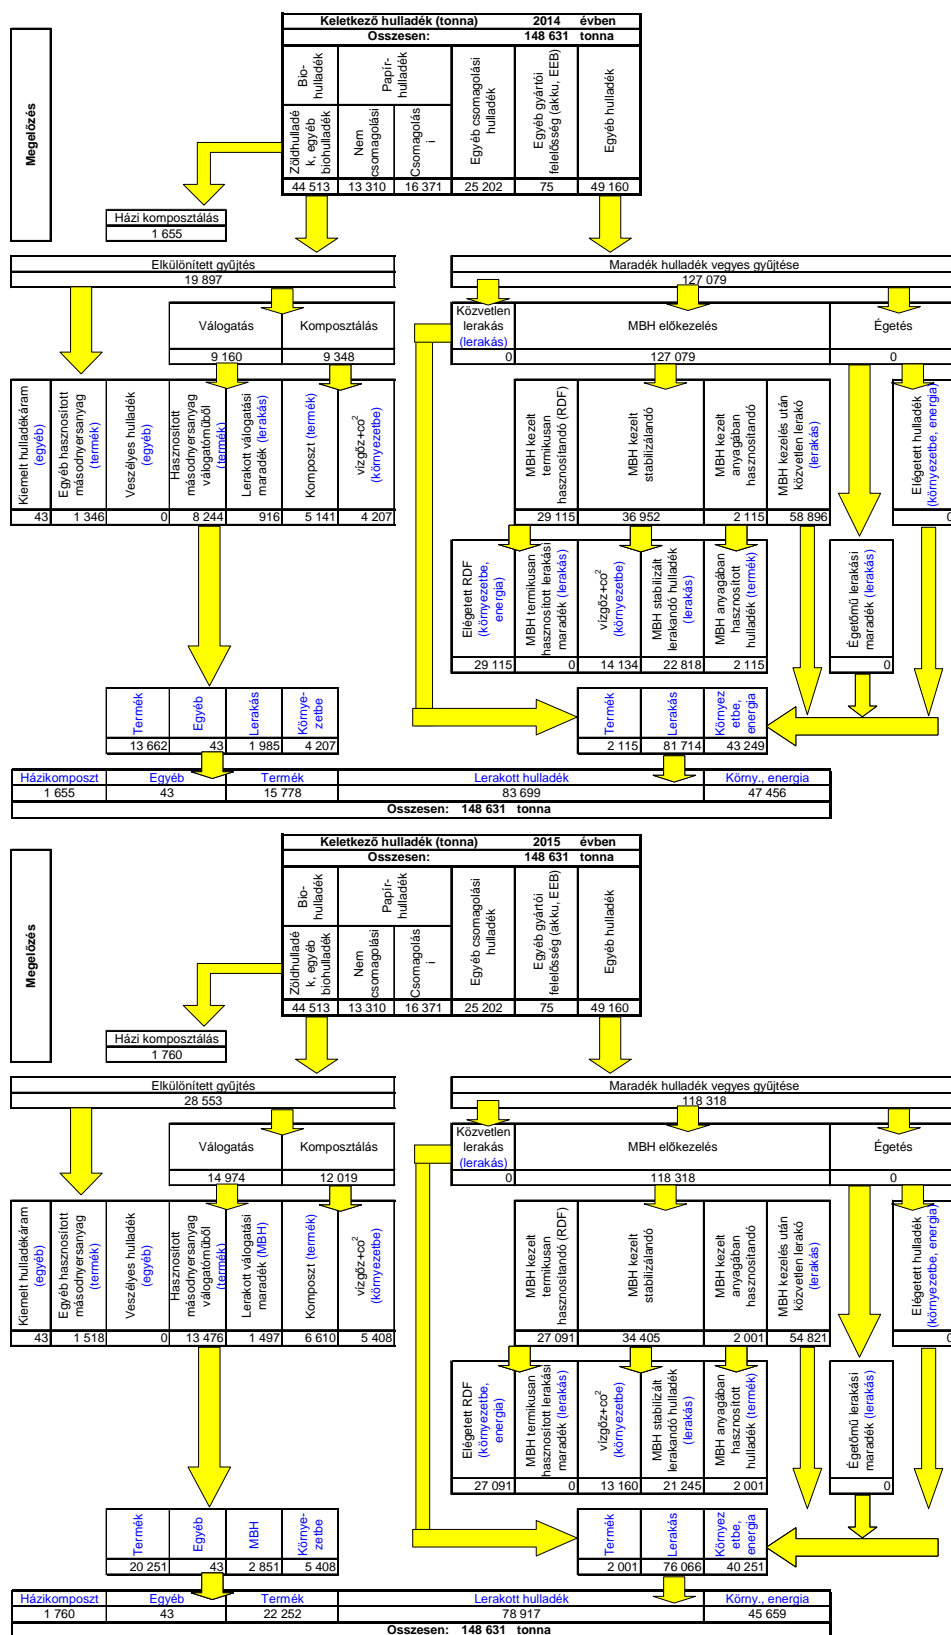 Keletkező hulladék (tonna) 2014 évben
Összesen: 148 631 tonna
Megelőzés
Bio-
hulladék
Papír-
hulladék
Egyéb csomagolási
hulladék
Egyéb gyártói
felelősség (akku, EEB)
Egyéb hulladék
Zöldhulladé
k, egyéb
biohulladék
Nem
csomagolási
Csomagolás
i
44 513 13 310 16 371 25 202 75 49 160
Házi komposztálás
1 655
Elkülönített gyűjtés
19 897
Maradék hulladék vegyes gyűjtése
127 079
Válogatás Komposztálás
9 160 9 348
Közvetlen
lerakás
(lerakás)
MBH előkezelés
Égetés
0 127 079 0
Kiemelt hulladékáram
(egyéb)
Egyéb hasznosított
másodnyersanyag
(termék)
Veszélyes hulladék
(egyéb)
Hasznosított
másodnyersanyag
válogatóműből
(termék)
Lerakott válogatási
maradék (lerakás)
Komposzt (termék)
vízgőz+co²
(környezetbe)
43 1 346 0 8 244 916 5 141 4 207
MBH kezelt
termikusan
hasznosítandó (RDF)
MBH kezelt
stabilizálandó
MBH kezelt
anyagában
hasznosítandó
MBH kezelés után
közvetlen lerakó
(lerakás)
Elégetett hulladék
(környezetbe, energia)
29 115 36 952 2 115 58 896 0
Elégetett RDF
(környezetbe,
energia)
MBH termikusan
hasznosított lerakási
maradék (lerakás)
vízgőz+co²
(környezetbe)
MBH stabilizált
lerakandó hulladék
(lerakás)
MBH anyagában
hasznosított
hulladék (termék)
Égetőmű lerakási
maradék (lerakás)
29 115 0 14 134 22 818 2 115 0
Termék
Egyéb
Lerakás
Környe-
zetbe
13 662 43 1 985 4 207
Termék
Lerakás
Környez
etbe,
energia
2 115 81 714 43 249
Házikomposzt Egyéb Termék Lerakott hulladék Körny., energia
1 655 43 15 778 83 699 47 456
Összesen: 148 631 tonna
Keletkező hulladék (tonna) 2015 évben
Összesen: 148 631 tonna
Megelőzés
Bio-
hulladék
Papír-
hulladék
Egyéb csomagolási
hulladék
Egyéb gyártói
felelősség (akku, EEB)
Egyéb hulladék
Zöldhulladé
k, egyéb
biohulladék
Nem
csomagolási
Csomagolás
i
44 513 13 310 16 371 25 202 75 49 160
Házi komposztálás
1 760
Elkülönített gyűjtés
28 553
Maradék hulladék vegyes gyűjtése
118 318
Válogatás Komposztálás
14 974 12 019
Közvetlen
lerakás
(lerakás)
MBH előkezelés
Égetés
0 118 318 0
Kiemelt hulladékáram
(egyéb)
Egyéb hasznosított
másodnyersanyag
(termék)
Veszélyes hulladék
(egyéb)
Hasznosított
másodnyersanyag
válogatóműből
(termék)
Lerakott válogatási
maradék (MBH)
Komposzt (termék)
vízgőz+co²
(környezetbe)
43 1 518 0 13 476 1 497 6 610 5 408
MBH kezelt
termikusan
hasznosítandó (RDF)
MBH kezelt
stabilizálandó
MBH kezelt
anyagában
hasznosítandó
MBH kezelés után
közvetlen lerakó
(lerakás)
Elégetett hulladék
(környezetbe, energia)
27 091 34 405 2 001 54 821 0
Elégetett RDF
(környezetbe,
energia)
MBH termikusan
hasznosított lerakási
maradék (lerakás)
vízgőz+co²
(környezetbe)
MBH stabilizált
lerakandó hulladék
(lerakás)
MBH anyagában
hasznosított
hulladék (termék)
Égetőmű lerakási
maradék (lerakás)
27 091 0 13 160 21 245 2 001 0
Termék
Egyéb
MBH
Környe-
zetbe
20 251 43 2 851 5 408
Termék
Lerakás
Környez
etbe,
energia
2 001 76 066 40 251
Házikomposzt Egyéb Termék Lerakott hulladék Körny., energia
1 760 43 22 252 78 917 45 659
Összesen: 148 631 tonna